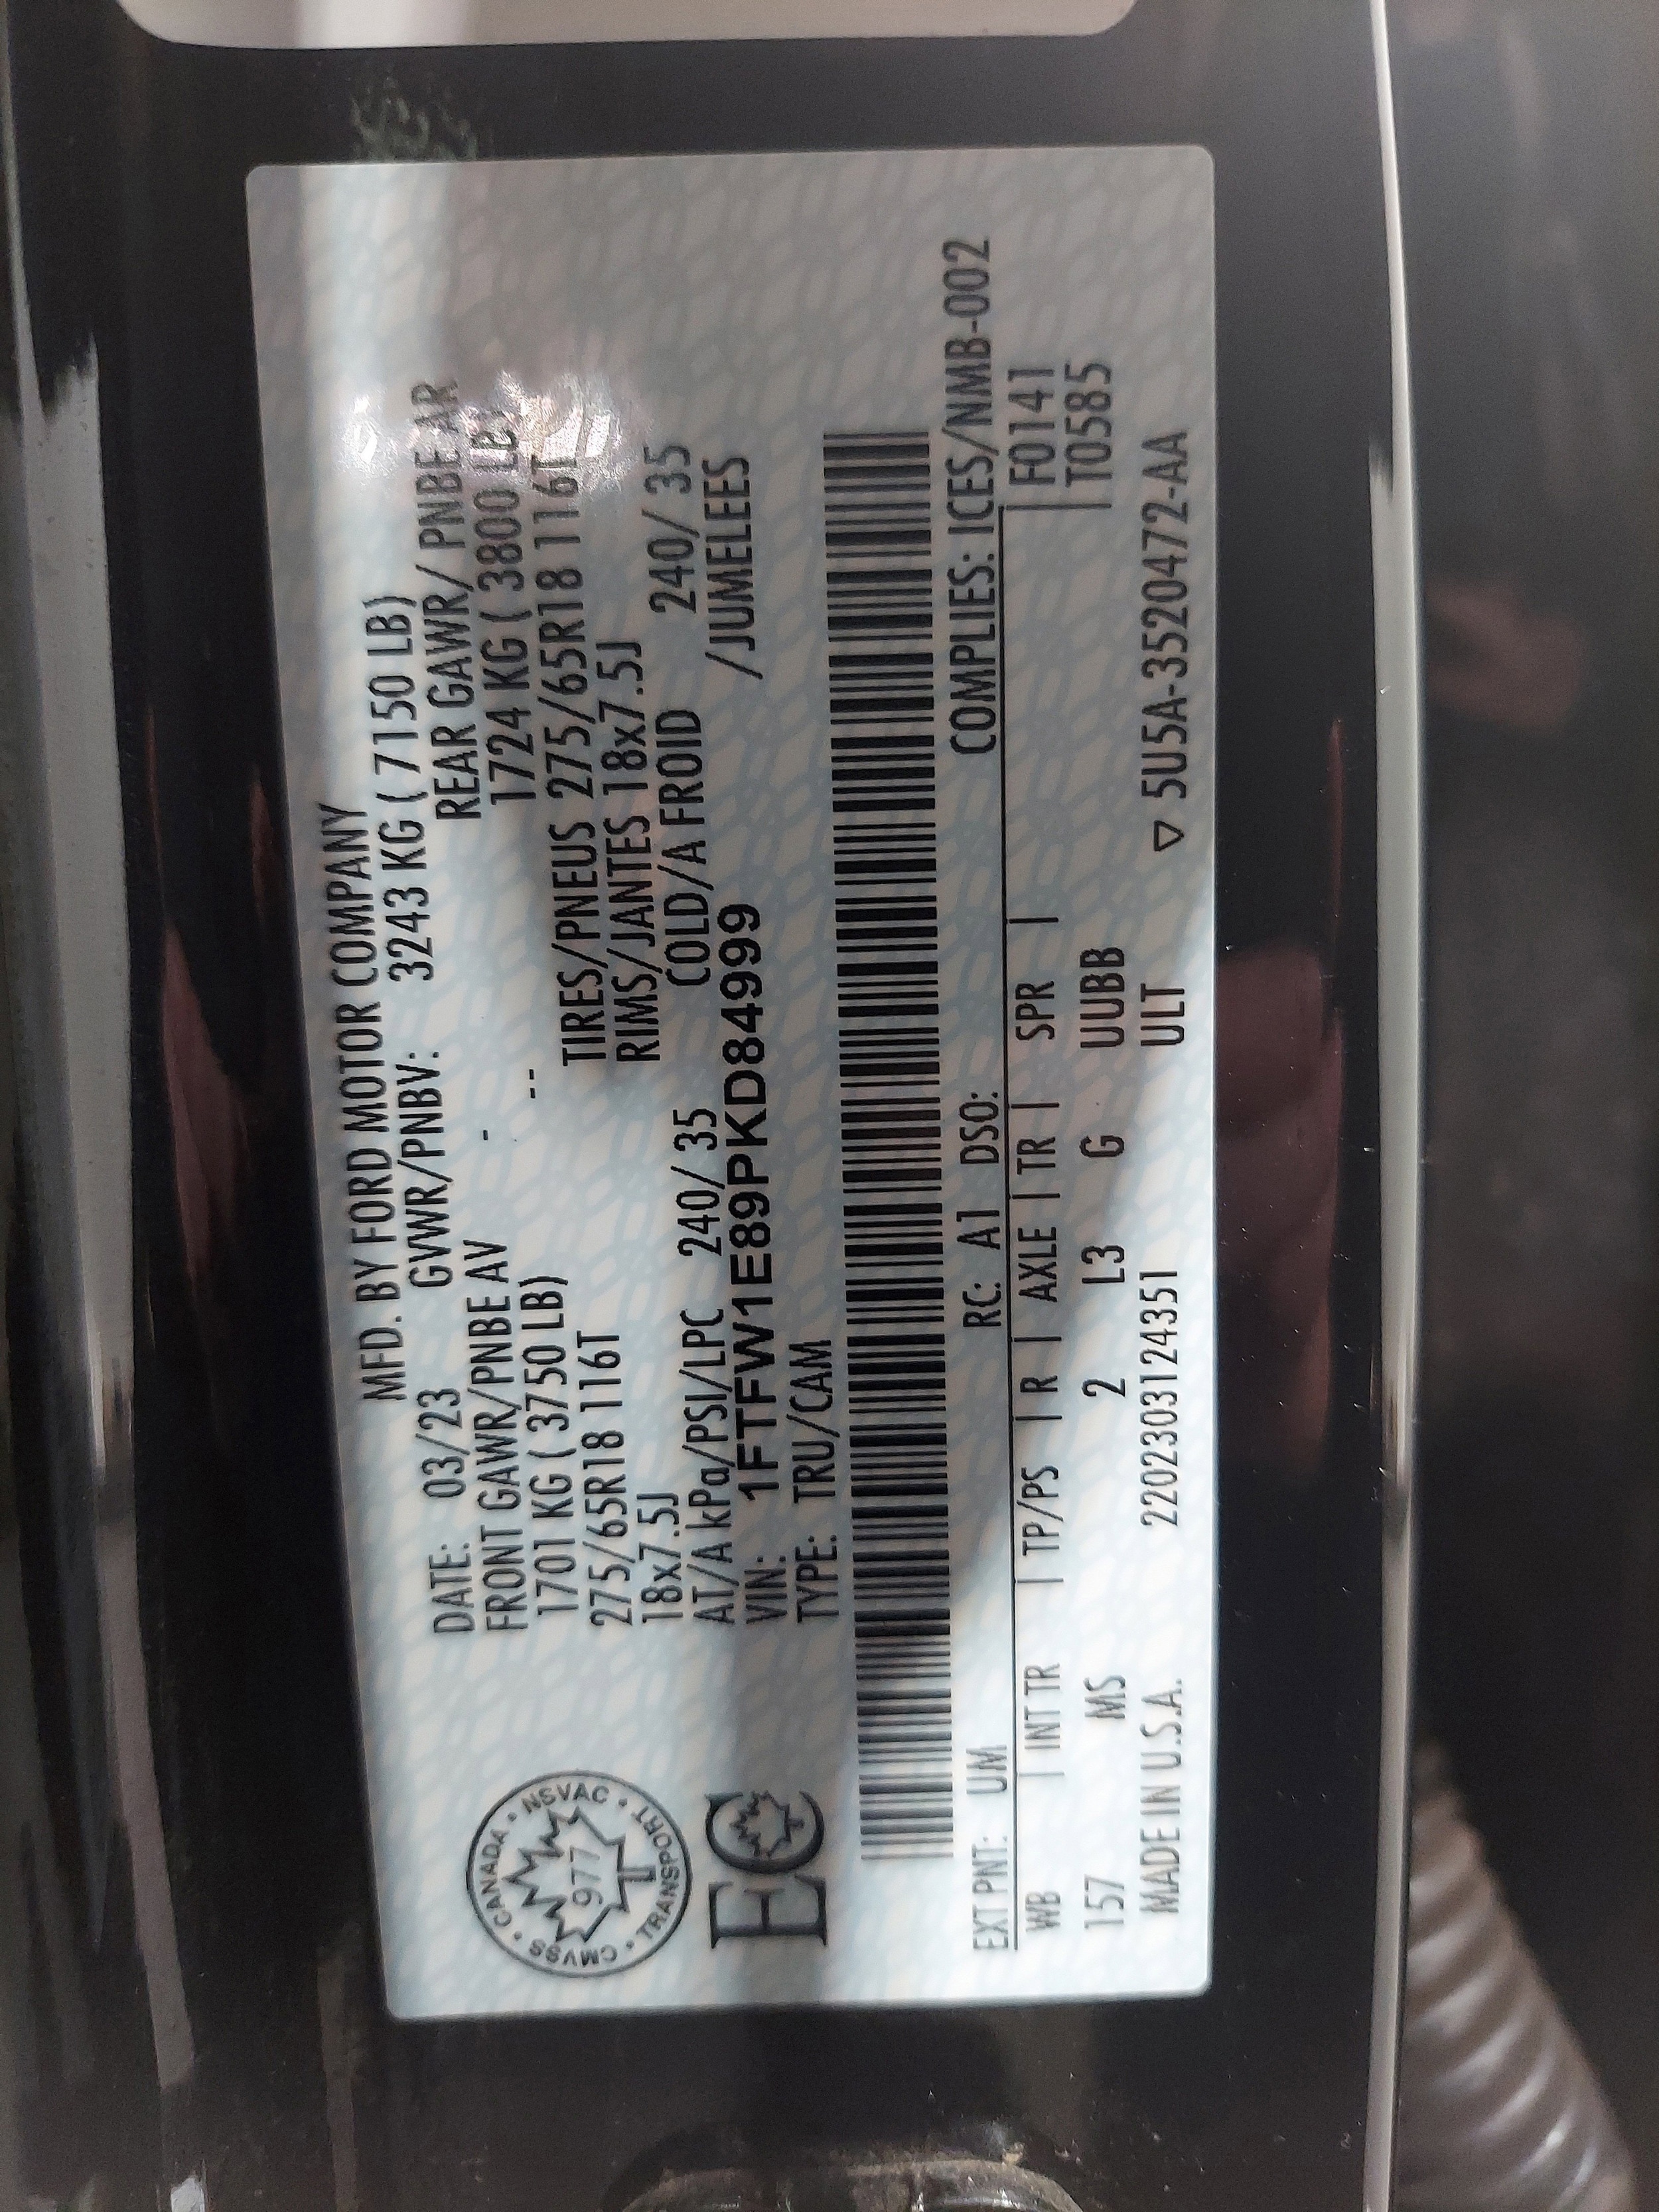 MFD. BY FORD MOTOR COMPANY
DATE: 03/23 GVWR/PNBV: 3243 KG ( 7150 LB)
FRONT GAWR/PNBE AV - REAR GAWR/ PNBE AR
1701 KG ( 3750 LB) -- 1724 KG ( 3800 LB)
275/65R18 116T TIRES/PNEUS 275/65R18 116T
18x7.5J RIMS/JANTES 18x7.5J
AT/A kPa/PSI/LPC 240/ 35 COLD/A FROID 240/ 35
VIN: 1FTFW1E89PKD84999 /JUMELEES
TYPE: TRU/CAM
CANADA • NSVAC • TRANSPORT • CMVSS •
977
EC
RC: A1 DSO: COMPLIES: ICES/NMB-002
EXT PNT: UM F0141
WB | INT TR | TP/PS | R | AXLE | TR | SPR | T0585
157 MS 2 L3 G UUBB
MADE IN U.S.A. 220230312435​1 ULT ▽ 5U5A-3520472-AA